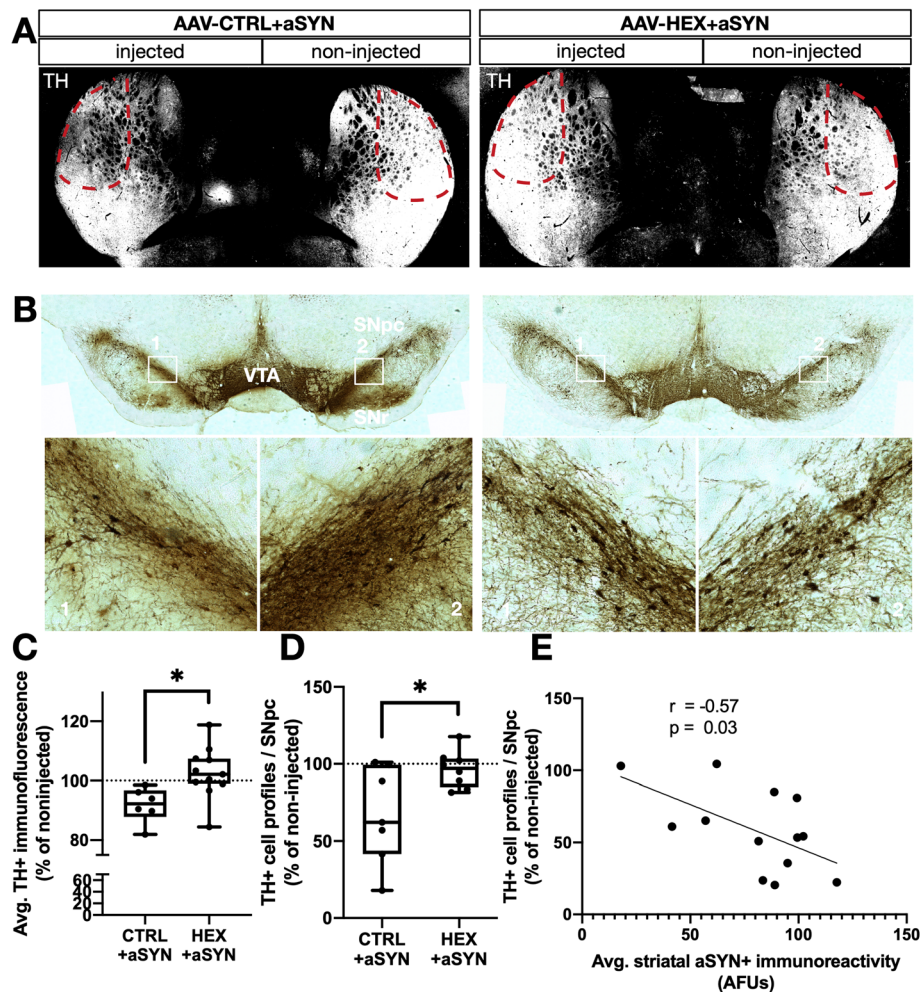 A
AAV-CTRL+aSYN
AAV-HEX+aSYN
injected
non-injected
injected
non-injected
TH
B
SNpc
1
2
VTA
SNr
1
2
1
2
1
2
C
D
E
Avg. TH+ immunofluorescence
(% of noninjected)
120
100
80
60
40
20
0
*
CTRL
+aSYN
HEX
+aSYN
TH+ cell profiles / SNpc
(% of non-injected)
150
100
50
0
*
CTRL
+aSYN
HEX
+aSYN
TH+ cell profiles / SNpc
(% of non-injected)
150
100
50
0
r = -0.57
p = 0.03
0
50
100
150
Avg. striatal aSYN+ immunoreactivity
(AFUs)